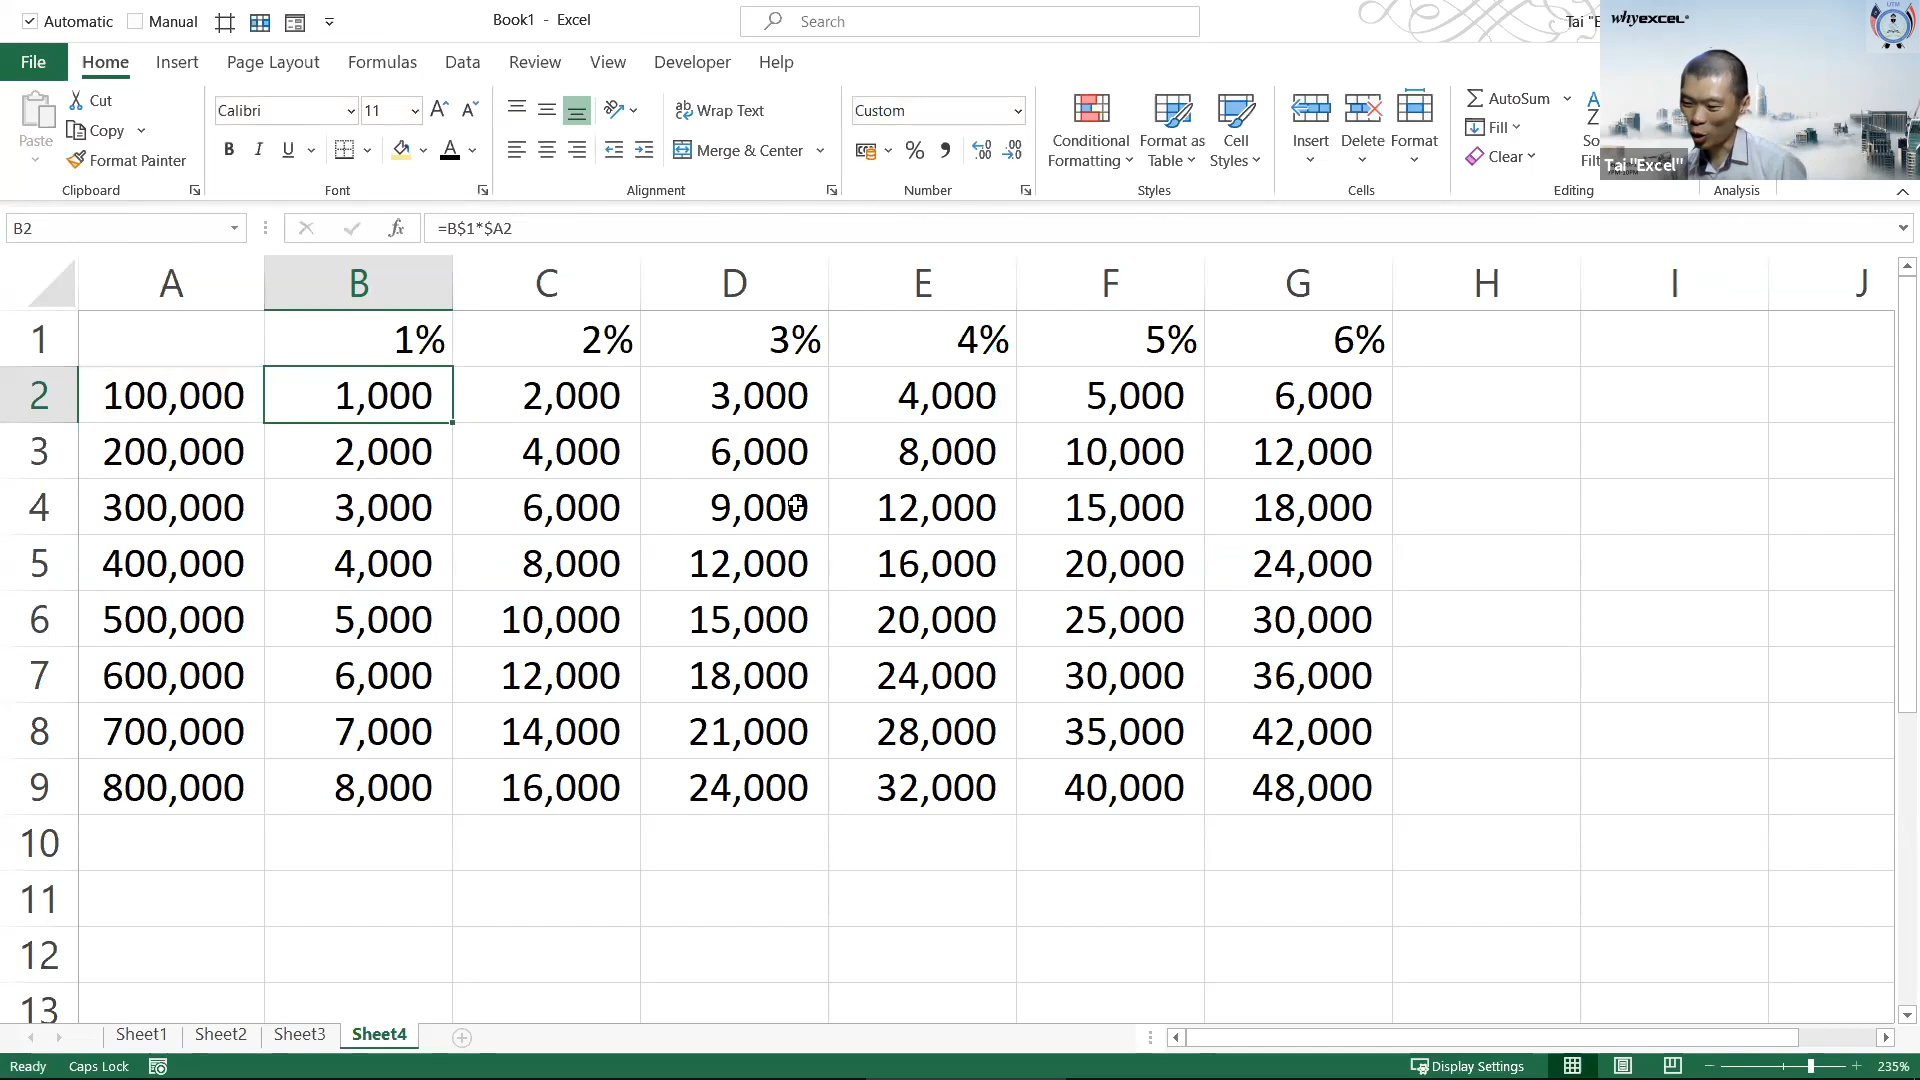 Automatic Manual Book1 - Excel Search Tai "E whyexcel
File Home Insert Page Layout Formulas Data Review View Developer Help
Paste Cut Copy Format Painter Clipboard
Calibri 11 A A B I U A Font
ab Wrap Text Merge & Center Alignment
Custom % , .00 .00 Number
Conditional Formatting Format as Table Cell Styles Styles
Insert Delete Format Cells
AutoSum Fill Clear So Filt Editing
Tai "Excel"
Analysis
B2 fx =B$1*$A2
A B C D E F G H I J
1 1% 2% 3% 4% 5% 6%
2 100,000 1,000 2,000 3,000 4,000 5,000 6,000
3 200,000 2,000 4,000 6,000 8,000 10,000 12,000
4 300,000 3,000 6,000 9,000 12,000 15,000 18,000
5 400,000 4,000 8,000 12,000 16,000 20,000 24,000
6 500,000 5,000 10,000 15,000 20,000 25,000 30,000
7 600,000 6,000 12,000 18,000 24,000 30,000 36,000
8 700,000 7,000 14,000 21,000 28,000 35,000 42,000
9 800,000 8,000 16,000 24,000 32,000 40,000 48,000
10
11
12
13
Sheet1 Sheet2 Sheet3 Sheet4
Ready Caps Lock Display Settings 235%